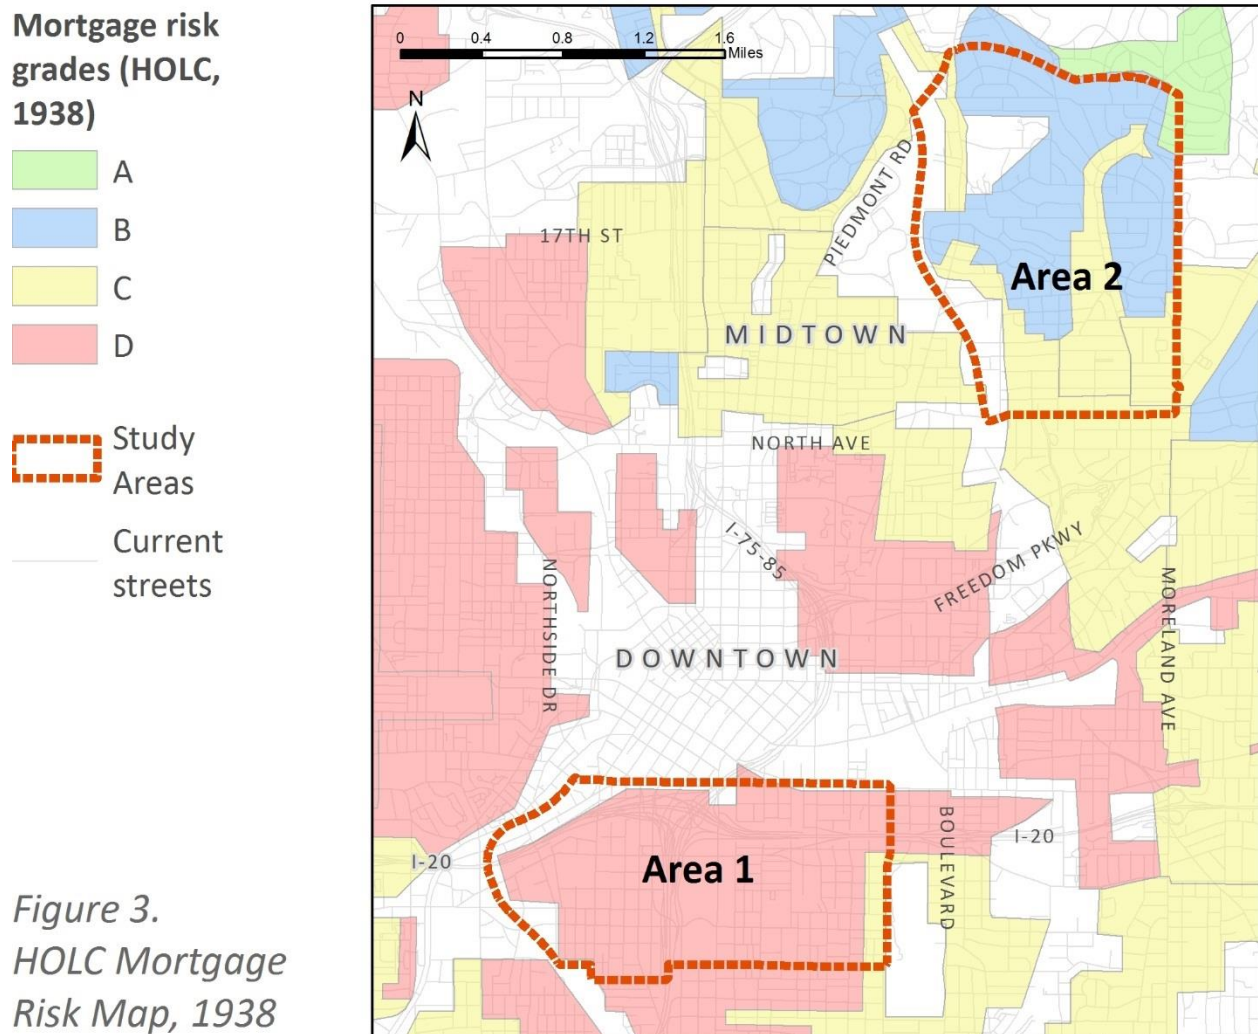 Mortgage risk
grades (HOLC,
1938)
A
B
C
D
Study
Areas
Current
streets
Figure 3.
HOLC Mortgage
Risk Map, 1938
0 0.4 0.8 1.2 1.6
Miles
N
PIEDMONT RD
17TH ST
Area 2
MIDTOWN
NORTH AVE
I-75-85
FREEDOM PKWY
NORTHSIDE DR
MORELAND AVE
DOWNTOWN
BOULEVARD
I-20
I-20
Area 1